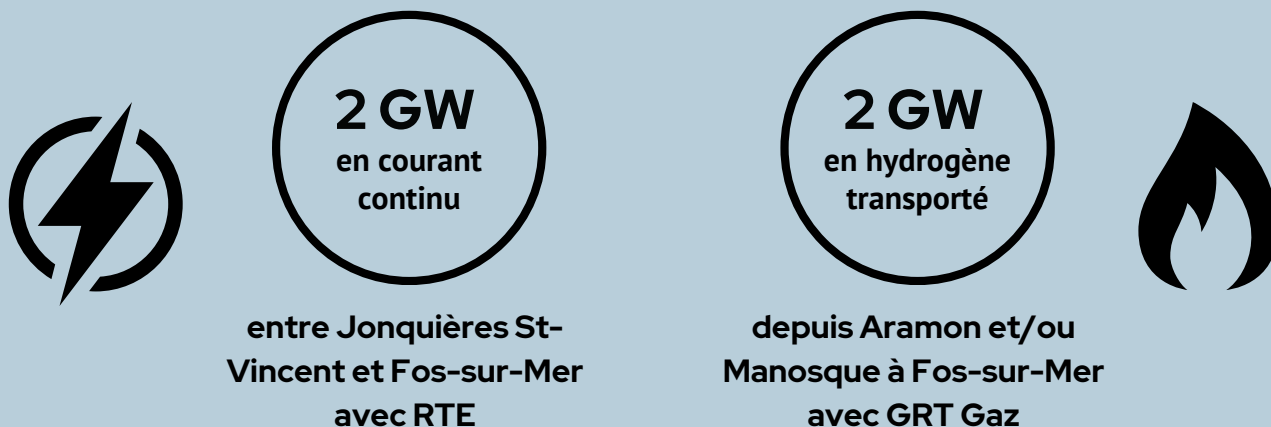 2 GW
en courant
continu
entre Jonquières St-
Vincent et Fos-sur-Mer
avec RTE
2 GW
en hydrogène
transporté
depuis Aramon et/ou
Manosque à Fos-sur-Mer
avec GRT Gaz